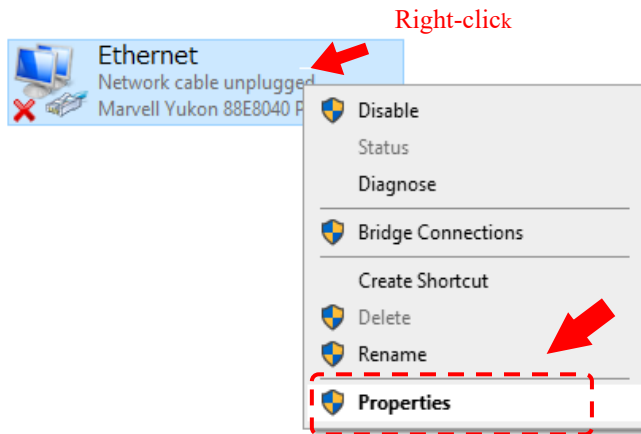 Right-click
Ethernet
Network cable unplugged
Marvell Yukon 88E8040 P
Disable
Status
Diagnose
Bridge Connections
Create Shortcut
Delete
Rename
Properties